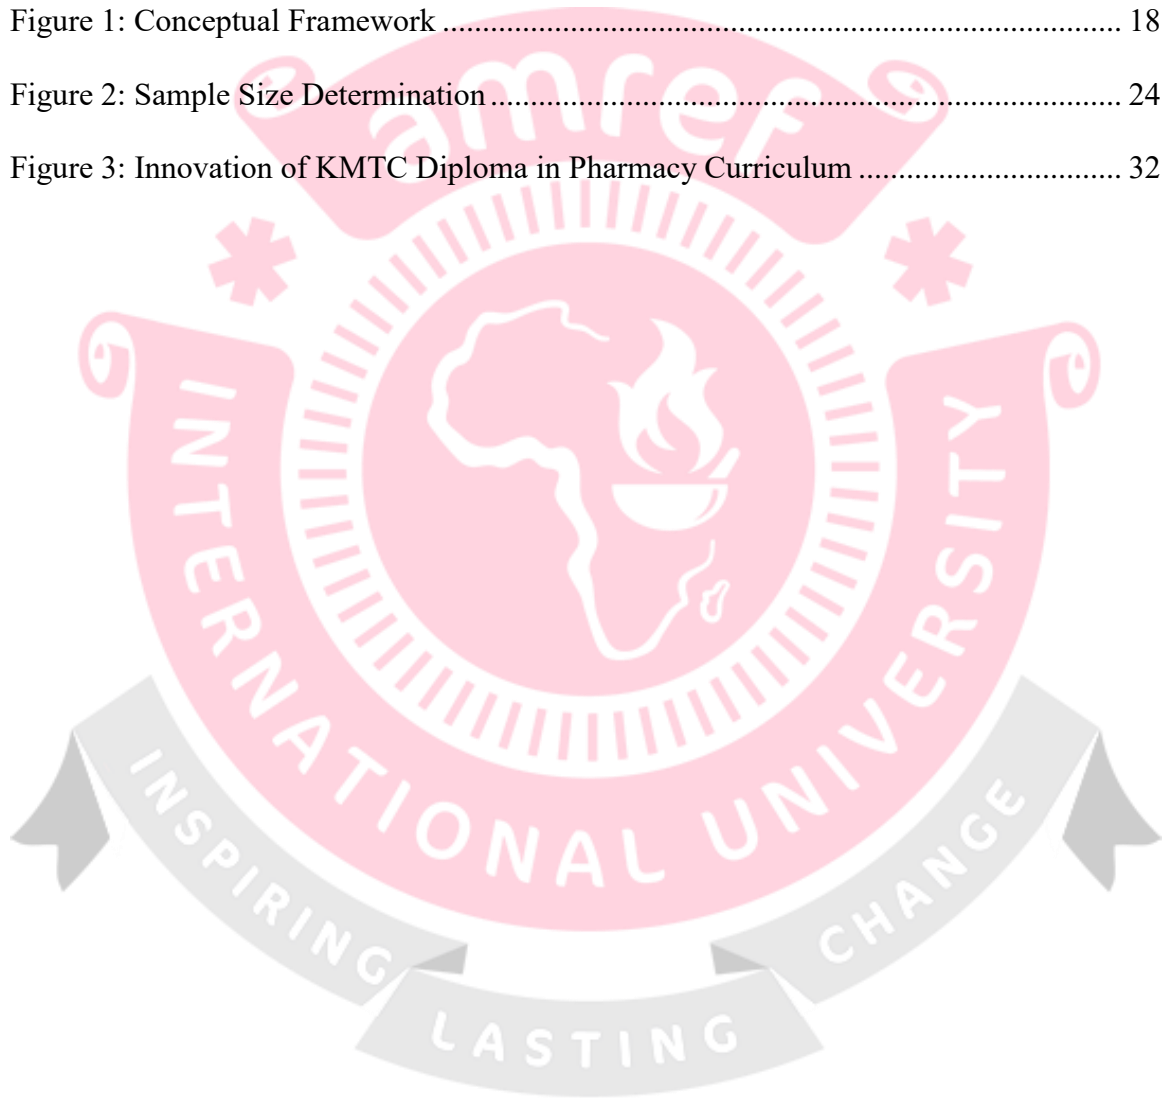 Figure 1: Conceptual Framework ..................................................................................... 18
Figure 2: Sample Size Determination ............................................................................... 24
Figure 3: Innovation of KMTC Diploma in Pharmacy Curriculum ................................. 32
amref
INTERNATIONAL UNIVERSITY
INSPIRING
LASTING
CHANGE